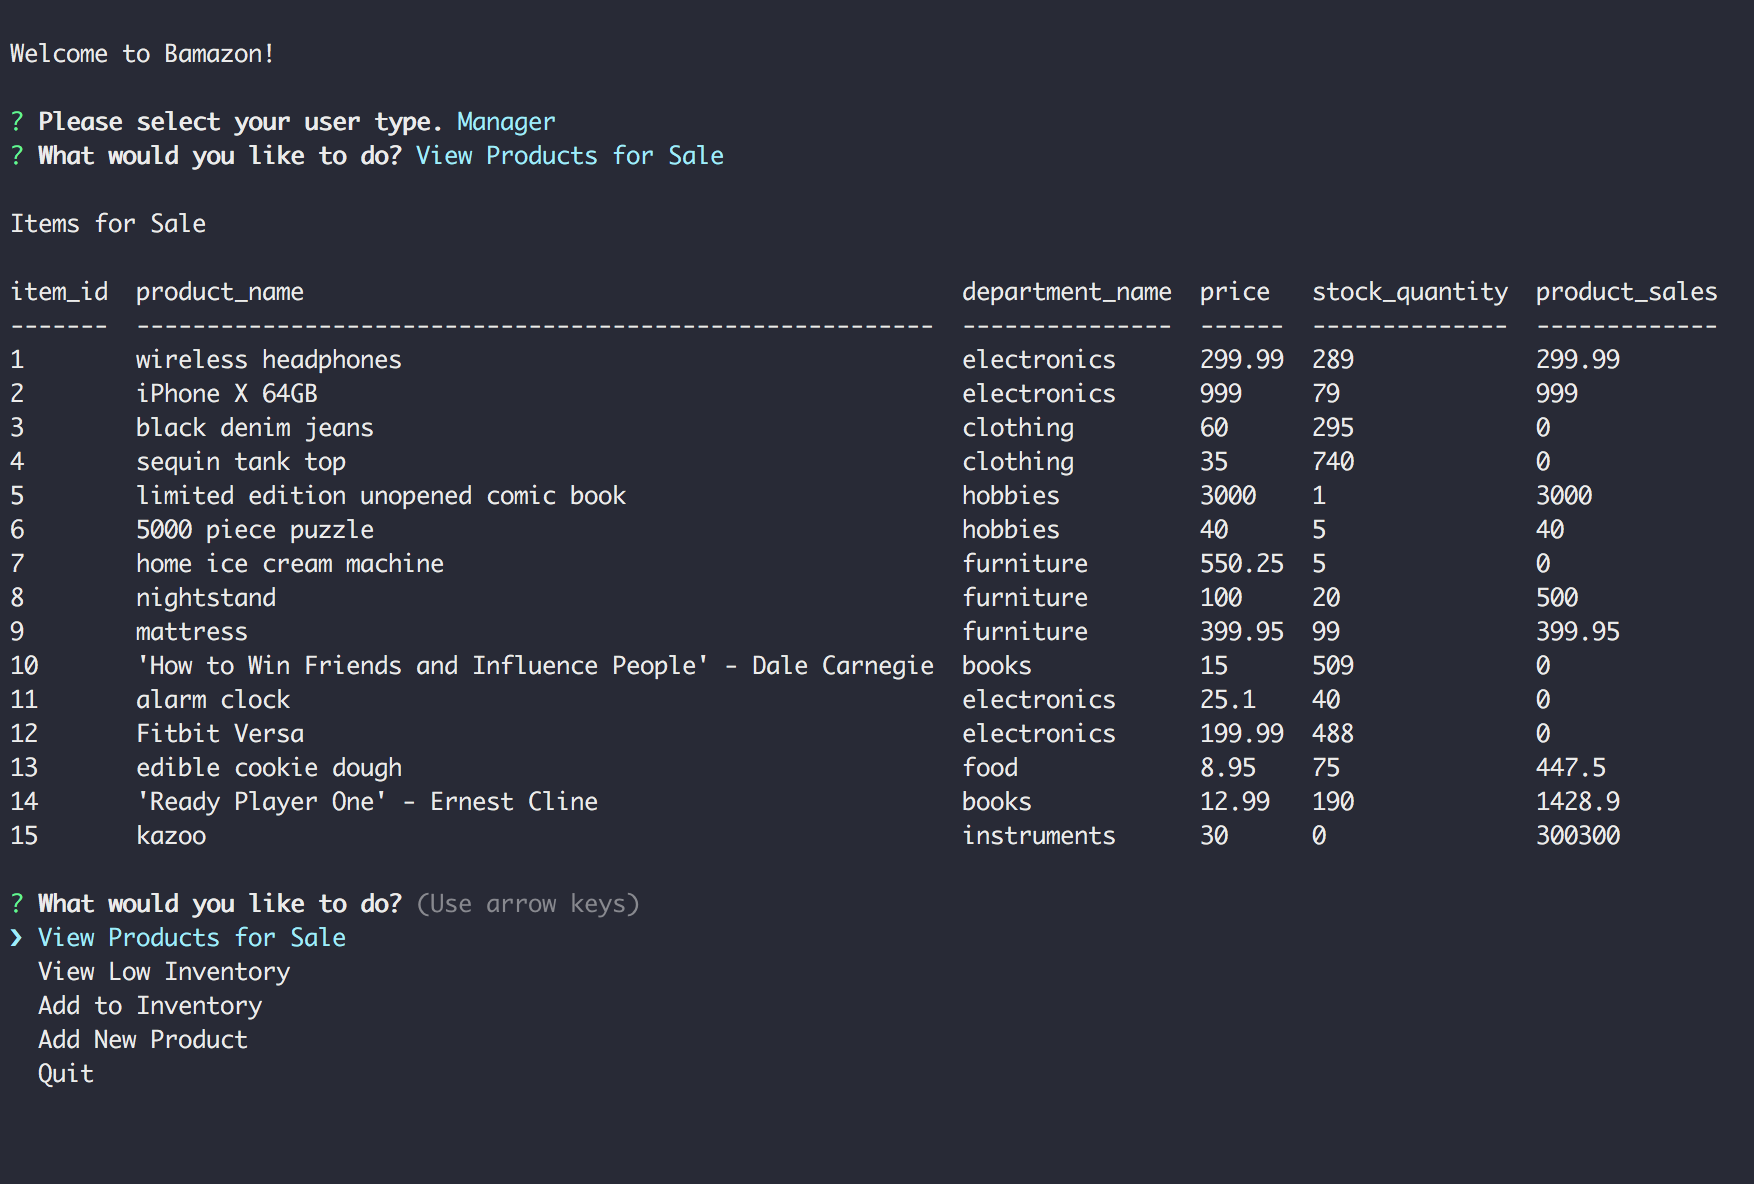 Welcome to Bamazon!
? Please select your user type. Manager
? What would you like to do? View Products for Sale
Items for Sale
item_id  product_name                                               department_name  price   stock_quantity  product_sales
-------  ---------------------------------------------------------  ---------------  ------  --------------  -------------
1        wireless headphones                                        electronics      299.99  289             299.99
2        iPhone X 64GB                                              electronics      999     79              999
3        black denim jeans                                          clothing         60      295             0
4        sequin tank top                                            clothing         35      740             0
5        limited edition unopened comic book                        hobbies          3000    1               3000
6        5000 piece puzzle                                          hobbies          40      5               40
7        home ice cream machine                                     furniture        550.25  5               0
8        nightstand                                                 furniture        100     20              500
9        mattress                                                   furniture        399.95  99              399.95
10       'How to Win Friends and Influence People' - Dale Carnegie  books            15      509             0
11       alarm clock                                                electronics      25.1    40              0
12       Fitbit Versa                                               electronics      199.99  488             0
13       edible cookie dough                                        food             8.95    75              447.5
14       'Ready Player One' - Ernest Cline                          books            12.99   190             1428.9
15       kazoo                                                      instruments      30      0               300300
? What would you like to do? (Use arrow keys)
❯ View Products for Sale
  View Low Inventory
  Add to Inventory
  Add New Product
  Quit